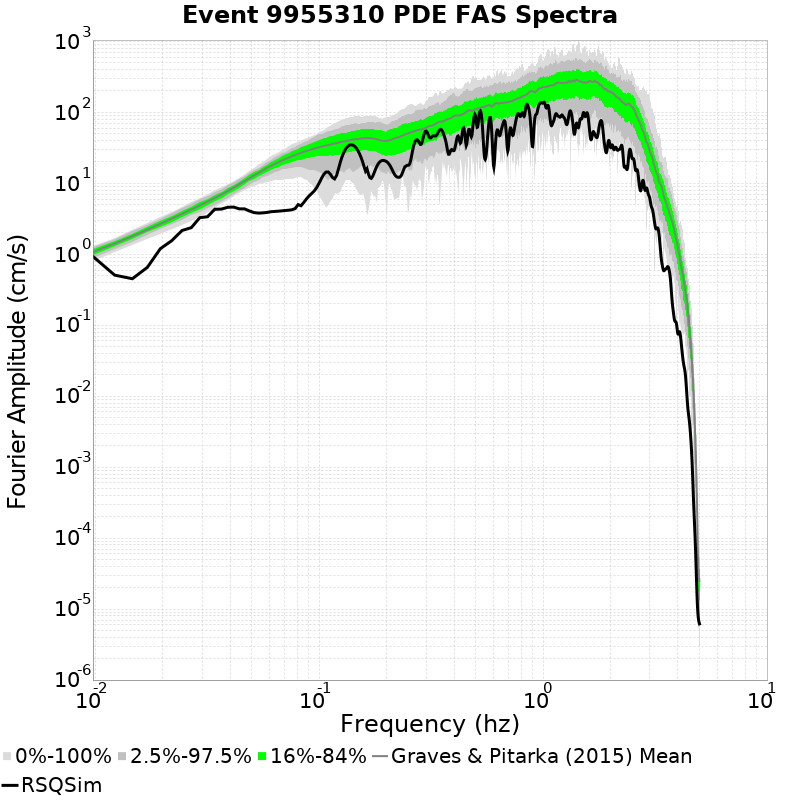 Event 9955310 PDE FAS Spectra
Fourier Amplitude (cm/s)
10^3
10^2
10^1
10^0
10^-1
10^-2
10^-3
10^-4
10^-5
10^-6
10^-2 10^-1 10^0 10^1
Frequency (hz)
0%-100% 2.5%-97.5% 16%-84% Graves & Pitarka (2015) Mean
RSQSim